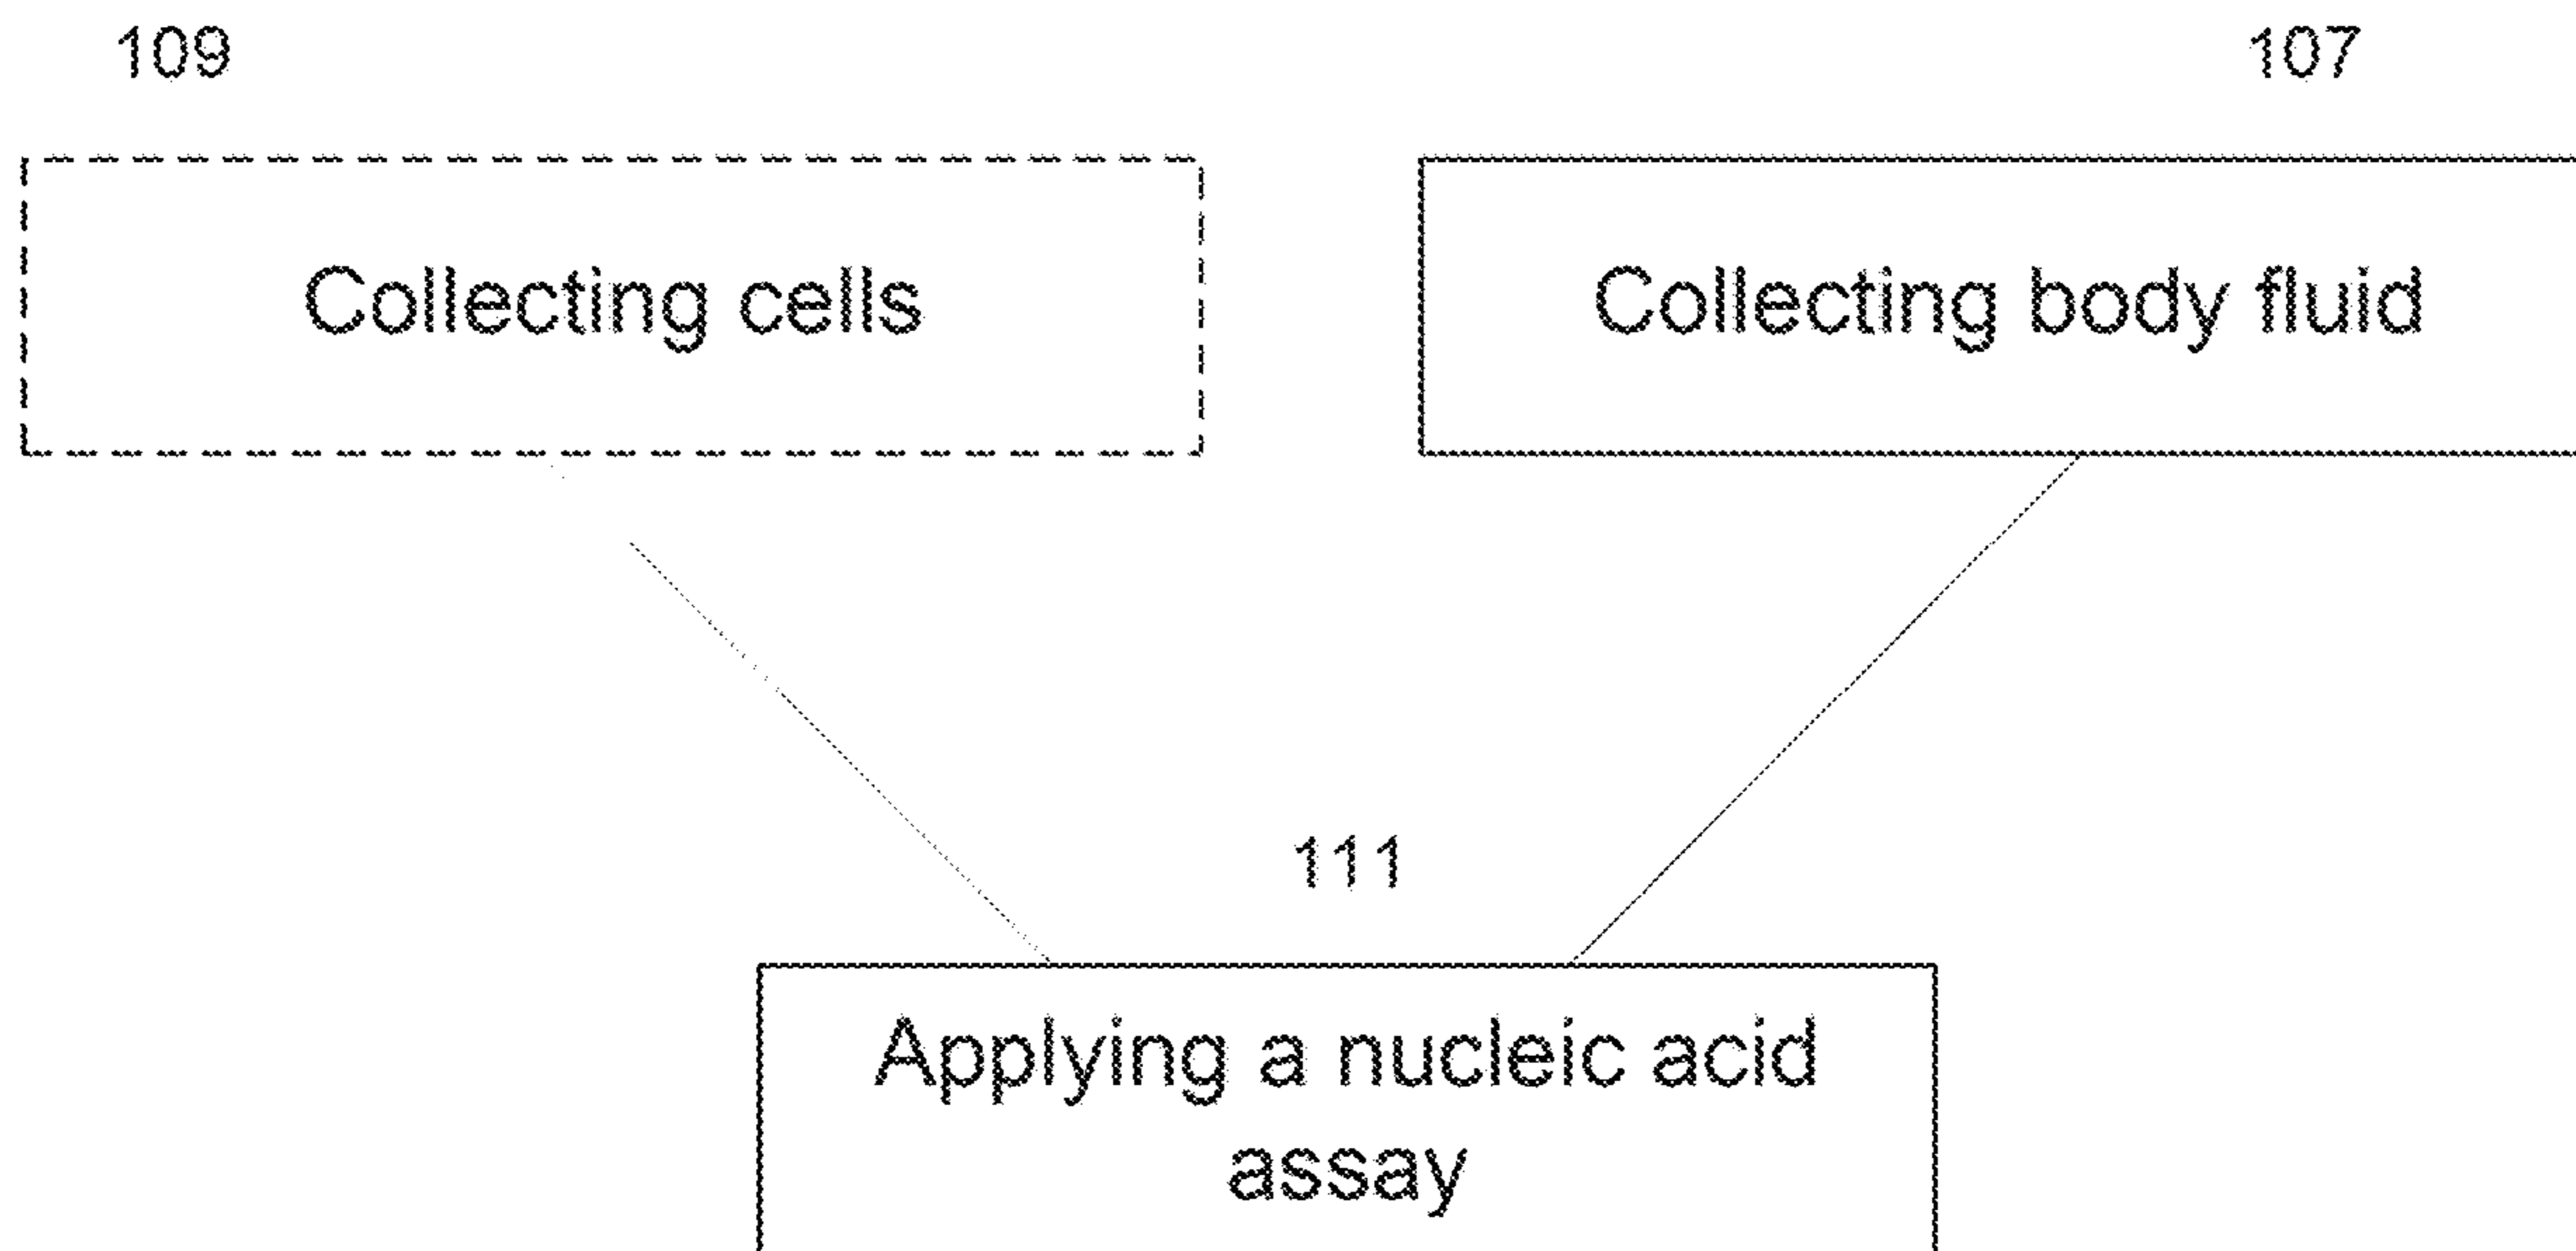 109
107
Collecting cells
Collecting body fluid
111
Applying a nucleic acid
assay